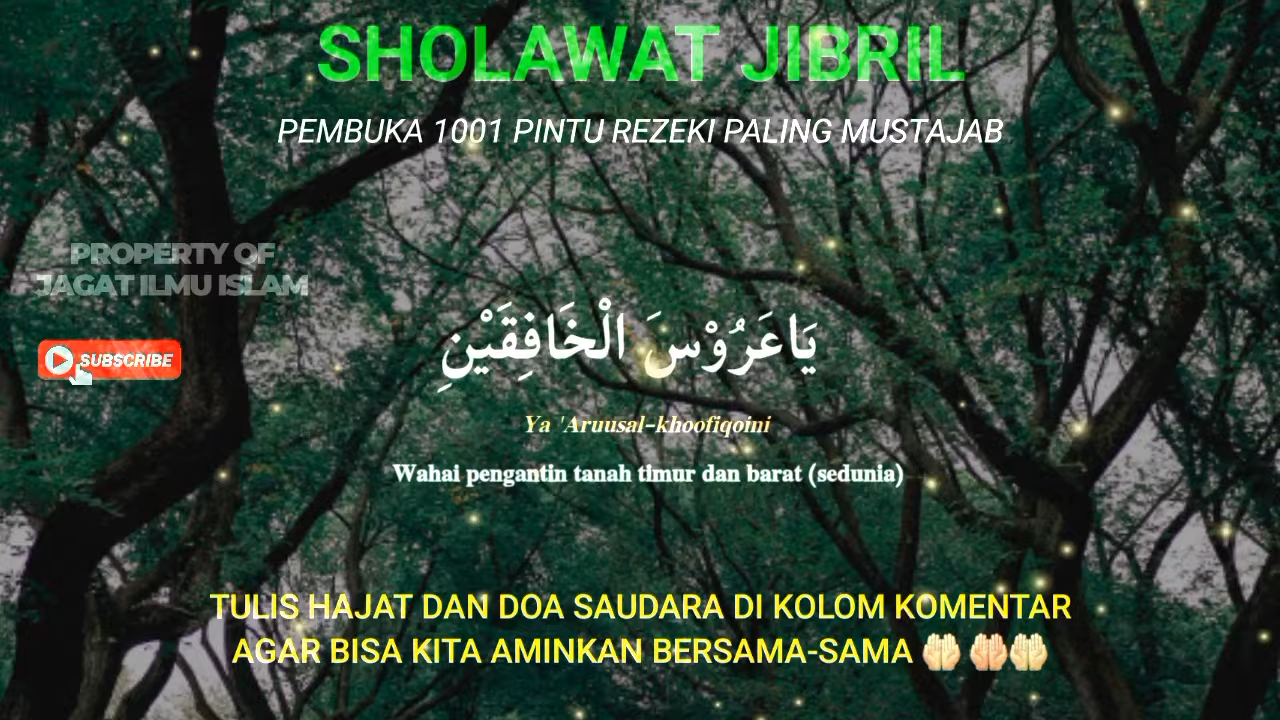 SHOLAWAT JIBRIL
PEMBUKA 1001 PINTU REZEKI PALING MUSTAJAB
PROPERTY OF
JAGAT ILMU ISLAM
SUBSCRIBE
يَاعَرُوْسَ الْخَافِقَيْنِ
Ya 'Aruusal-khoofiqoini
Wahai pengantin tanah timur dan barat (sedunia)
TULIS HAJAT DAN DOA SAUDARA DI KOLOM KOMENTAR
AGAR BISA KITA AMINKAN BERSAMA-SAMA 🤲🏻 🤲🏼 🤲🏻